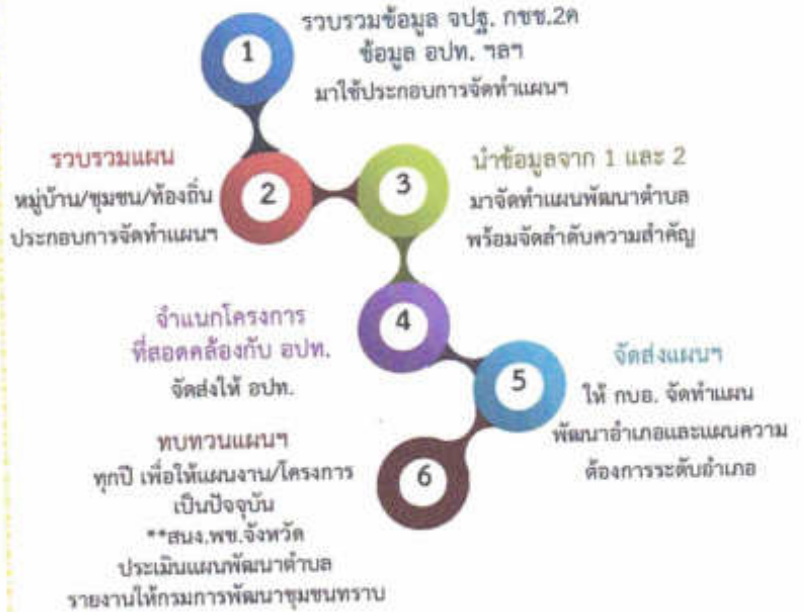 1
รวบรวมข้อมูล จปฐ. กชช.2ค
ข้อมูล อปท. ฯลฯ
มาใช้ประกอบการจัดทำแผนฯ
2
รวบรวมแผน
หมู่บ้าน/ชุมชน/ท้องถิ่น
ประกอบการจัดทำแผนฯ
3
นำข้อมูลจาก 1 และ 2
มาจัดทำแผนพัฒนาตำบล
พร้อมจัดลำดับความสำคัญ
4
จำแนกโครงการ
ที่สอดคล้องกับ อปท.
จัดส่งให้ อปท.
5
จัดส่งแผนฯ
ให้ กบอ. จัดทำแผน
พัฒนาอำเภอและแผนความ
ต้องการระดับอำเภอ
6
ทบทวนแผนฯ
ทุกปี เพื่อให้แผนงาน/โครงการ
เป็นปัจจุบัน
**สนง.พช.จังหวัด
ประเมินแผนพัฒนาตำบล
รายงานให้กรมการพัฒนาชุมชนทราบ